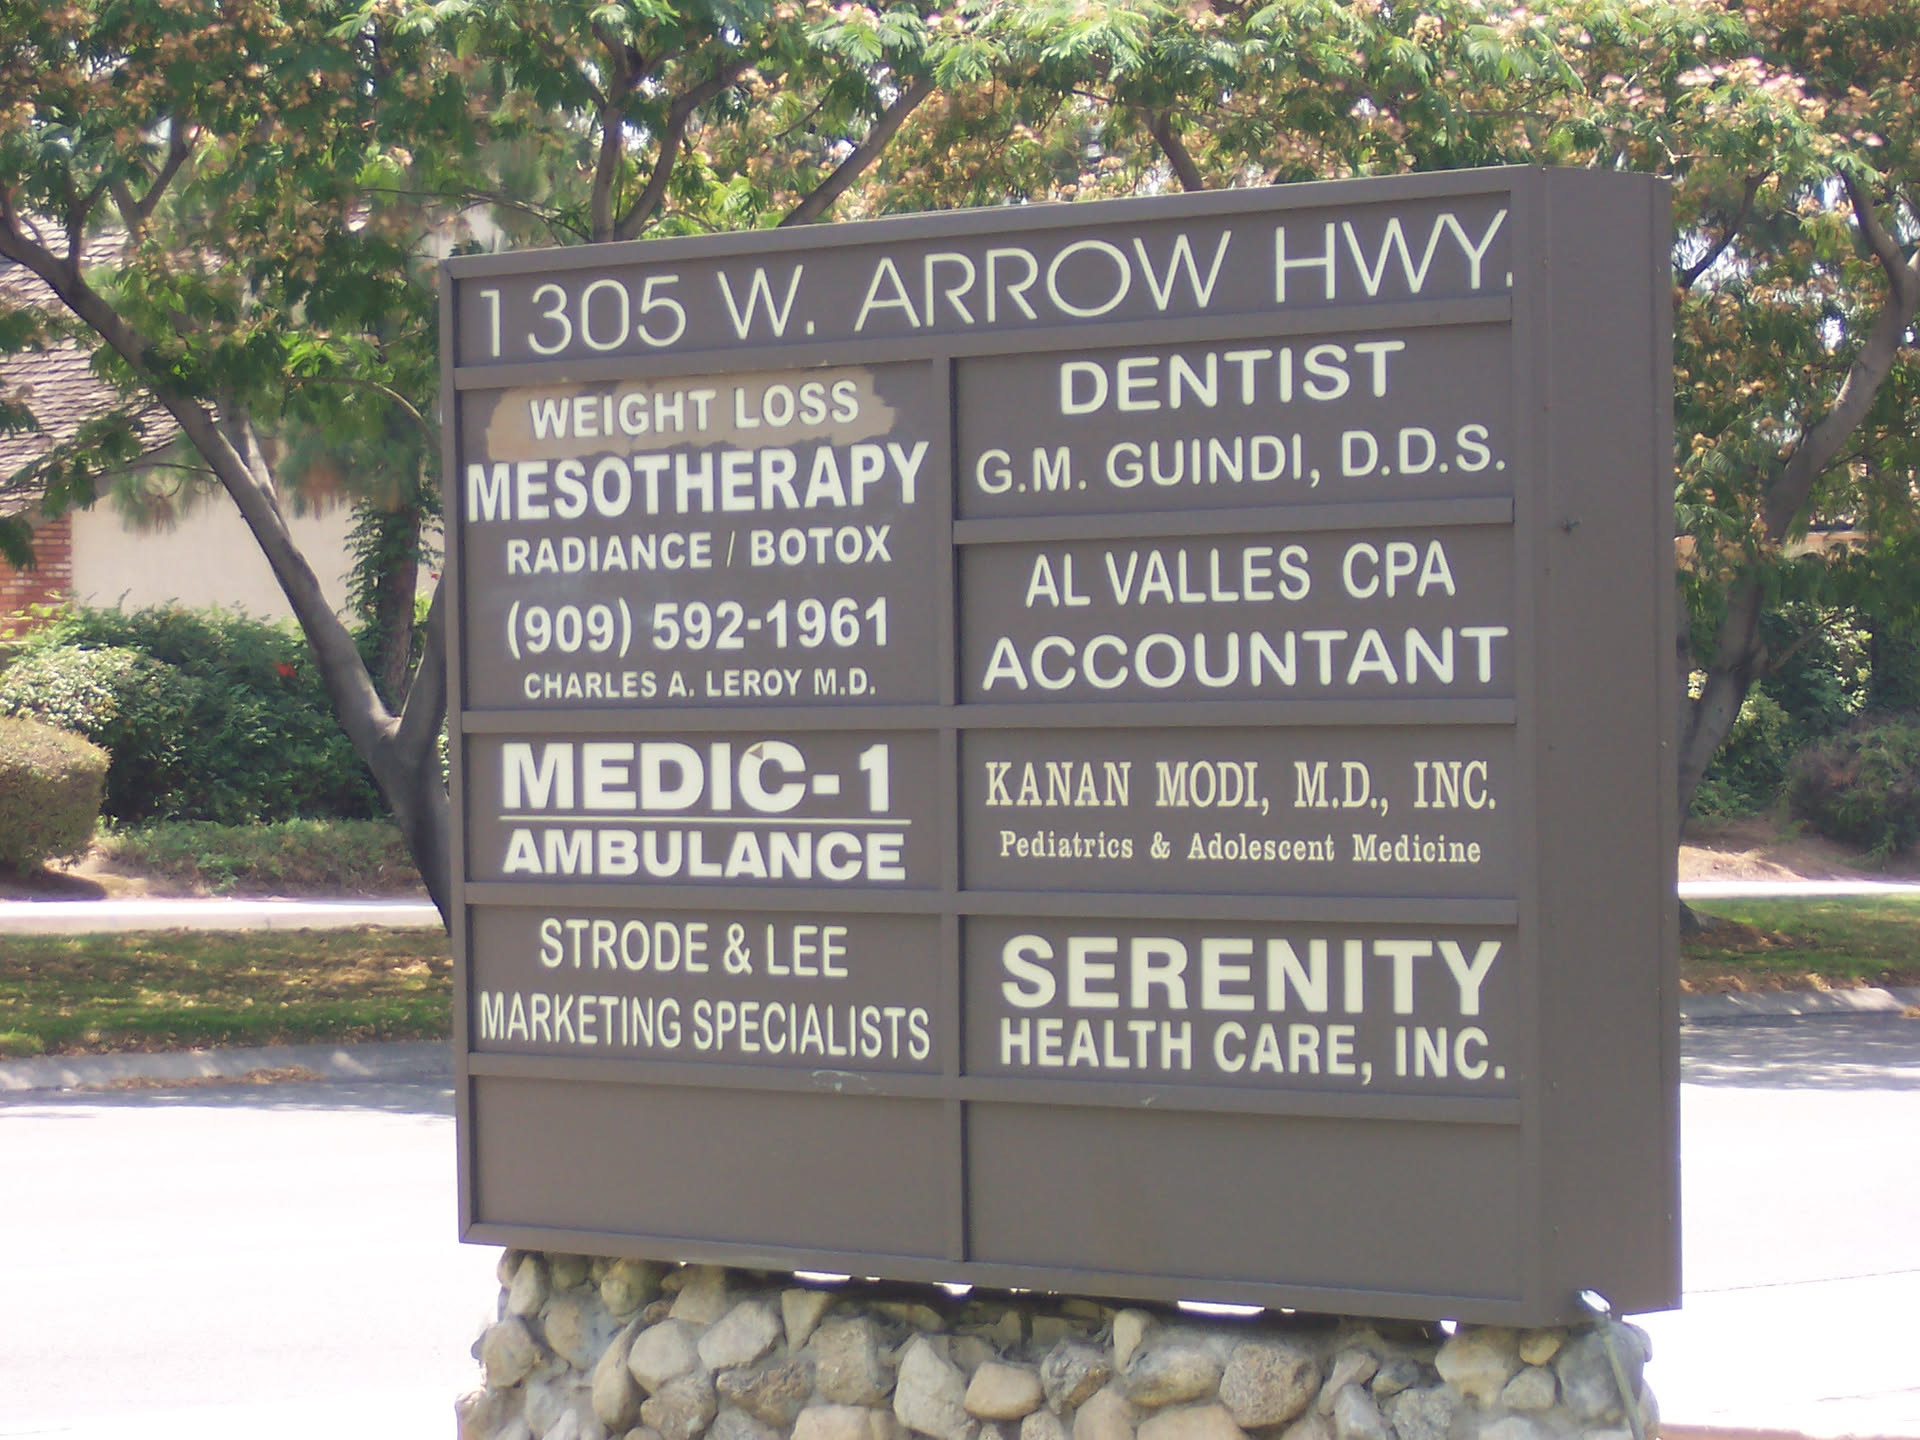 1305 W. ARROW HWY.
WEIGHT LOSS
MESOTHERAPY
RADIANCE / BOTOX
(909) 592-1961
CHARLES A. LEROY M.D.
MEDIC-1
AMBULANCE
STRODE & LEE
MARKETING SPECIALISTS
DENTIST
G.M. GUINDI, D.D.S.
AL VALLES CPA
ACCOUNTANT
KANAN MODI, M.D., INC.
Pediatrics & Adolescent Medicine
SERENITY
HEALTH CARE, INC.